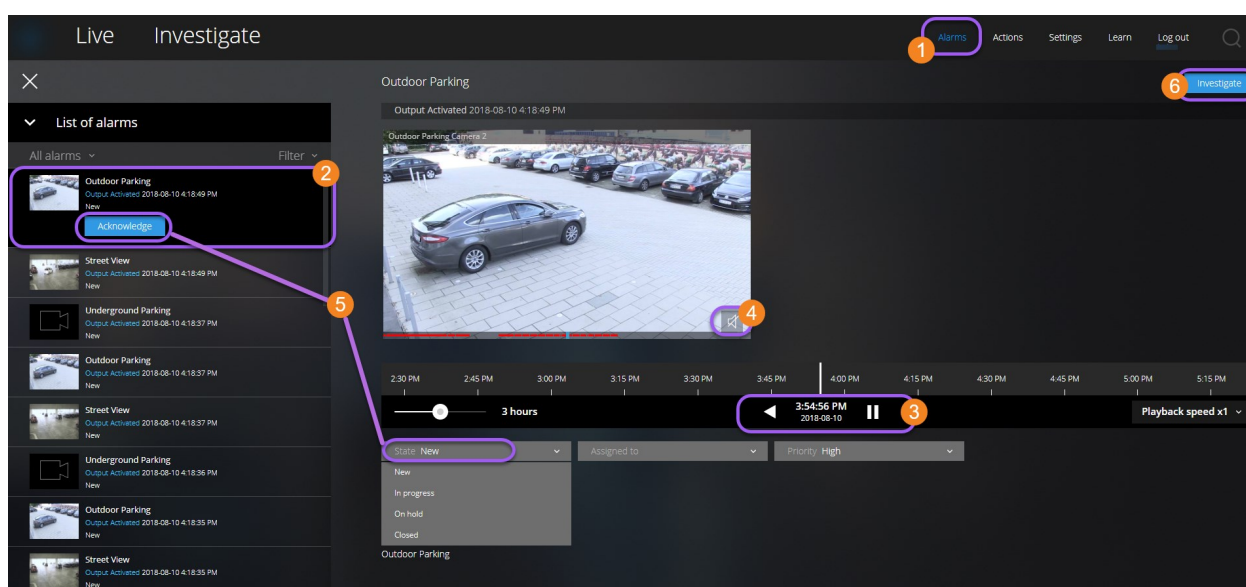 Live Investigate
1 Alarms Actions Settings Learn Log out
Outdoor Parking
6 Investigate
Output Activated 2018-08-10 4:18:49 PM
List of alarms
All alarms Filter
2
Outdoor Parking
Output Activated 2018-08-10 4:18:49 PM
New
Acknowledge
Street View
Output Activated 2018-08-10 4:18:49 PM
New
Underground Parking
Output Activated 2018-08-10 4:18:37 PM
New
Outdoor Parking
Output Activated 2018-08-10 4:18:37 PM
New
Street View
Output Activated 2018-08-10 4:18:37 PM
New
Underground Parking
Output Activated 2018-08-10 4:18:36 PM
New
Outdoor Parking
Output Activated 2018-08-10 4:18:35 PM
New
Street View
Output Activated 2018-08-10 4:18:35 PM
New
5
Outdoor Parking Camera 2
4
2:30 PM 2:45 PM 3:00 PM 3:15 PM 3:30 PM 3:45 PM 4:00 PM 4:15 PM 4:30 PM 4:45 PM 5:00 PM 5:15 PM
3 hours
3:54:56 PM
2018-08-10
3
Playback speed x1
State New Assigned to Priority High
New
In progress
On hold
Closed
Outdoor Parking